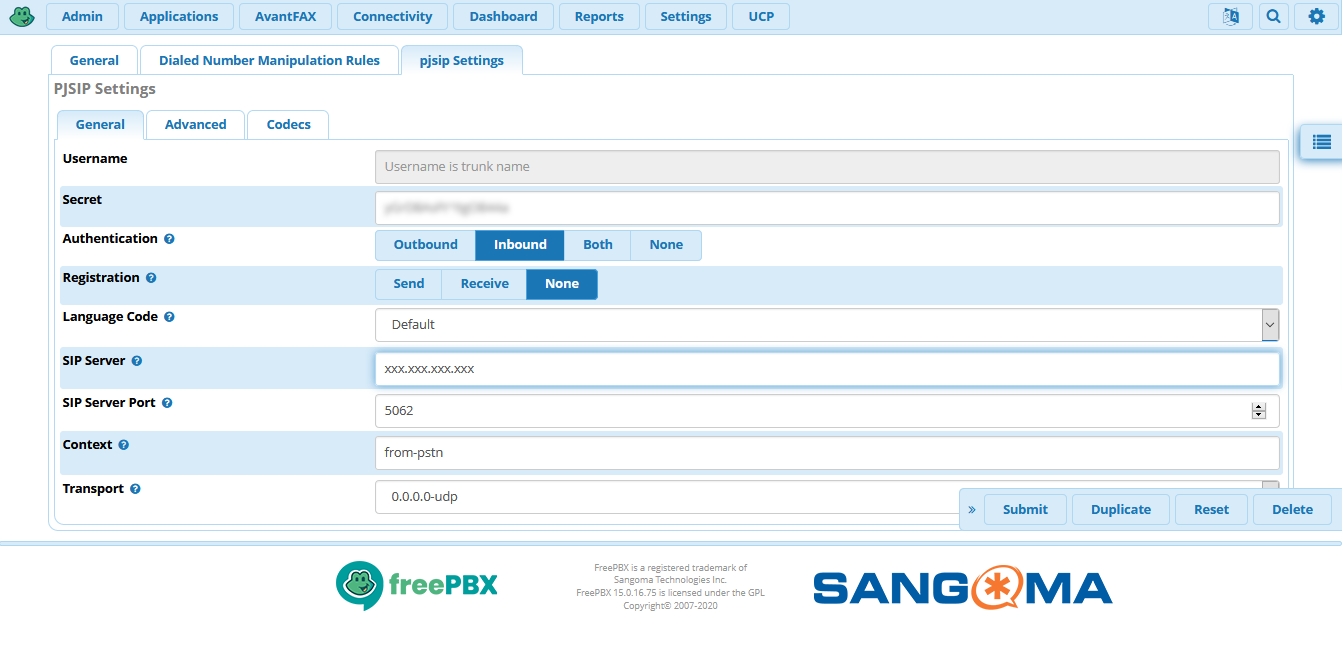 Admin Applications AvantFAX Connectivity Dashboard Reports Settings UCP
General Dialed Number Manipulation Rules pjsip Settings
PJSIP Settings
General Advanced Codecs
Username Username is trunk name
Secret
Authentication Outbound Inbound Both None
Registration Send Receive None
Language Code Default
SIP Server xxx.xxx.xxx.xxx
SIP Server Port 5062
Context from-pstn
Transport 0.0.0.0-udp
» Submit Duplicate Reset Delete
freePBX
FreePBX is a registered trademark of
Sangoma Technologies Inc.
FreePBX 15.0.16.75 is licensed under the GPL
Copyright© 2007-2020
SANGOMA